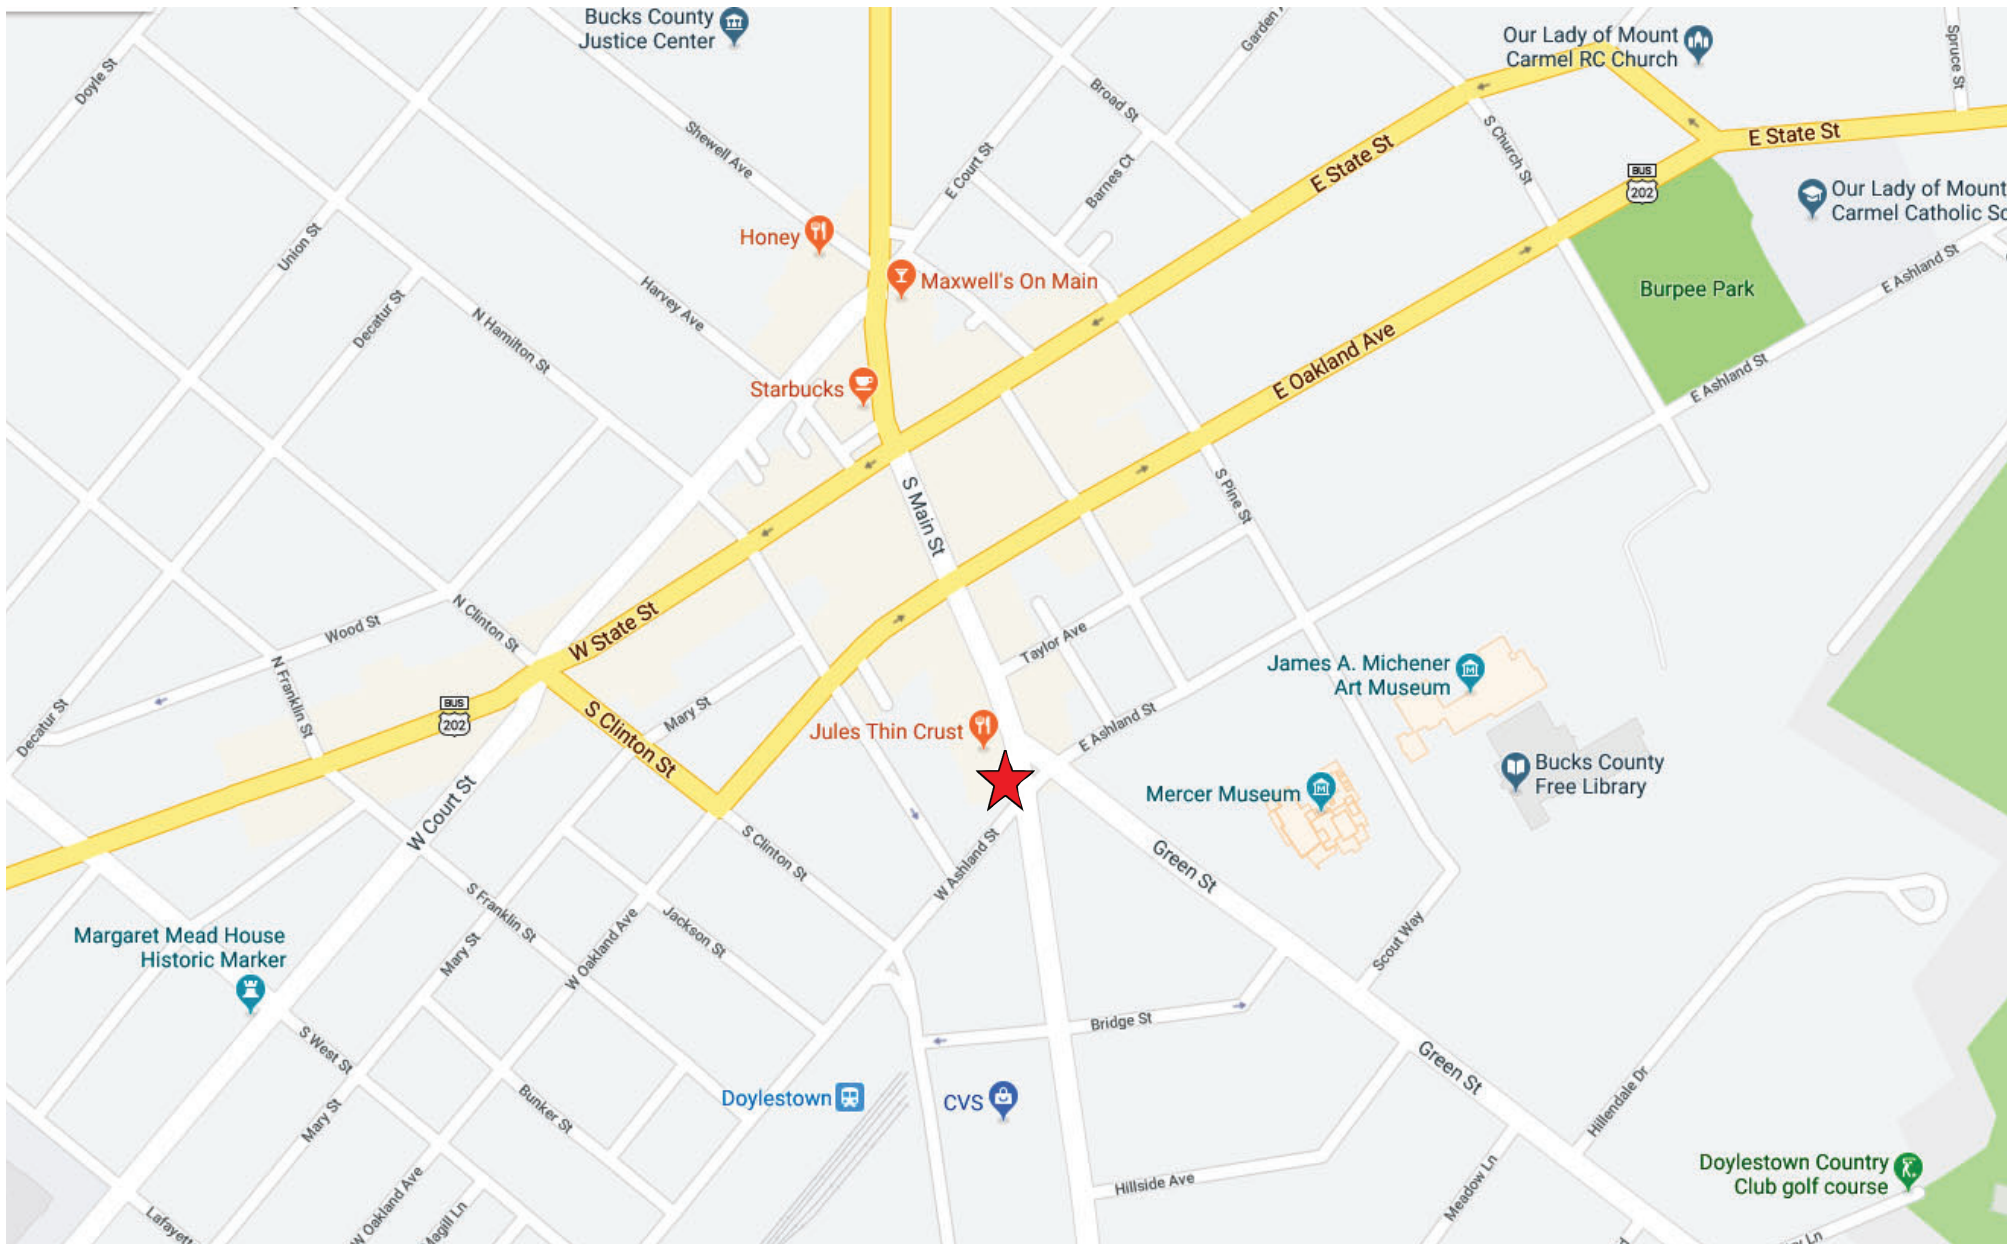 Bucks County
Justice Center
Our Lady of Mount
Carmel RC Church
Spruce St
Garden
Doyle St
Broad St
Shewell Ave
S Church St
E State St
E State St
E Court St
Barnes Ct
BUS
202
Our Lady of Mount
Carmel Catholic Sc
Union St
Honey
Maxwell's On Main
Burpee Park
E Ashland St
Decatur St
Harvey Ave
N Hamilton St
E Oakland Ave
E Ashland St
Starbucks
S Main St
S Pine St
N Clinton St
Wood St
W State St
Taylor Ave
James A. Michener
Art Museum
N Franklin St
Decatur St
BUS
202
S Clinton St
Mary St
Jules Thin Crust
E Ashland St
Bucks County
Free Library
Mercer Museum
W Court St
S Clinton St
W Ashland St
Green St
S Franklin St
Margaret Mead House
Historic Marker
Mary St
W Oakland Ave
Jackson St
Scout Way
S West St
Bridge St
Green St
Doylestown
CVS
Bunker St
Mary St
Hillendale Dr
Hillside Ave
Meadow Ln
Doylestown Country
Club golf course
Lafayett
W Oakland Ave
Magill Ln
Ln